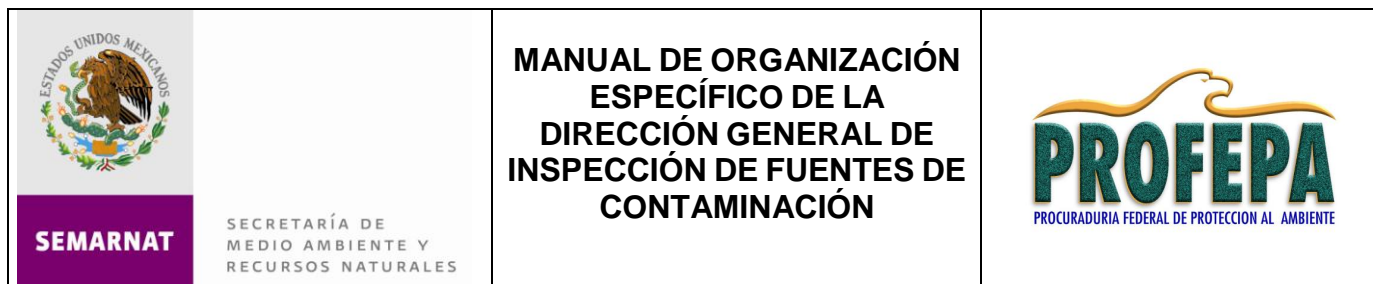 ESTADOS UNIDOS MEXICANOS
SEMARNAT
SECRETARÍA DE
MEDIO AMBIENTE Y
RECURSOS NATURALES
MANUAL DE ORGANIZACIÓN
ESPECÍFICO DE LA
DIRECCIÓN GENERAL DE
INSPECCIÓN DE FUENTES DE
CONTAMINACIÓN
PROFEPA
PROCURADURIA FEDERAL DE PROTECCION AL AMBIENTE